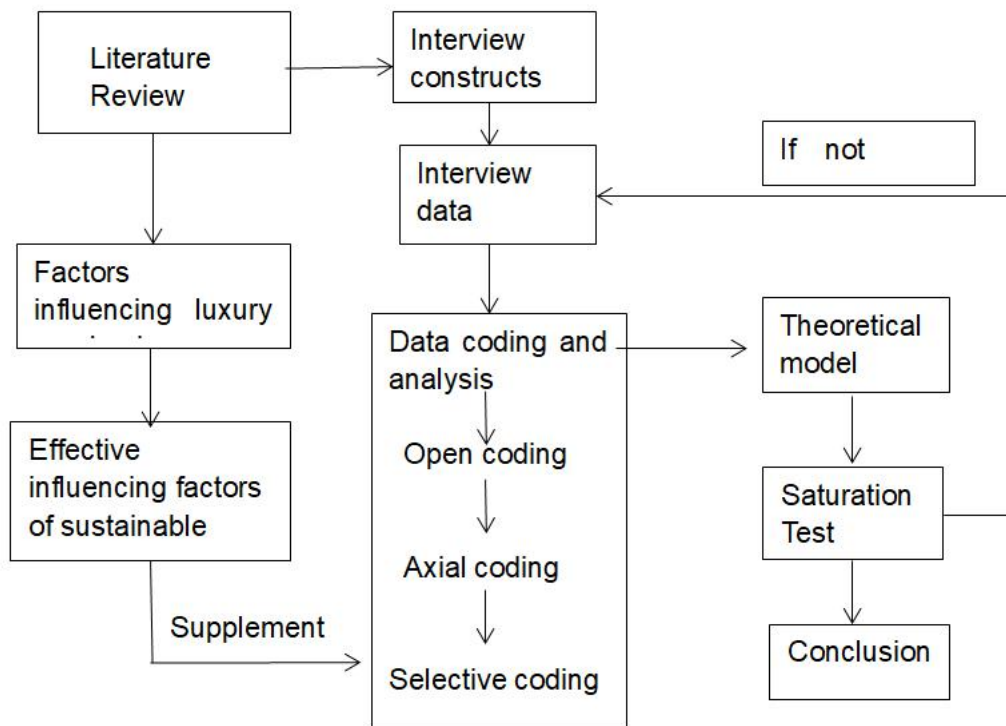 Literature
Review
Interview
constructs
If not
Interview
data
Factors
influencing luxury
Data coding and
analysis
Theoretical
model
Effective
influencing factors
of sustainable
Open coding
Saturation
Test
Axial coding
Supplement
Conclusion
Selective coding